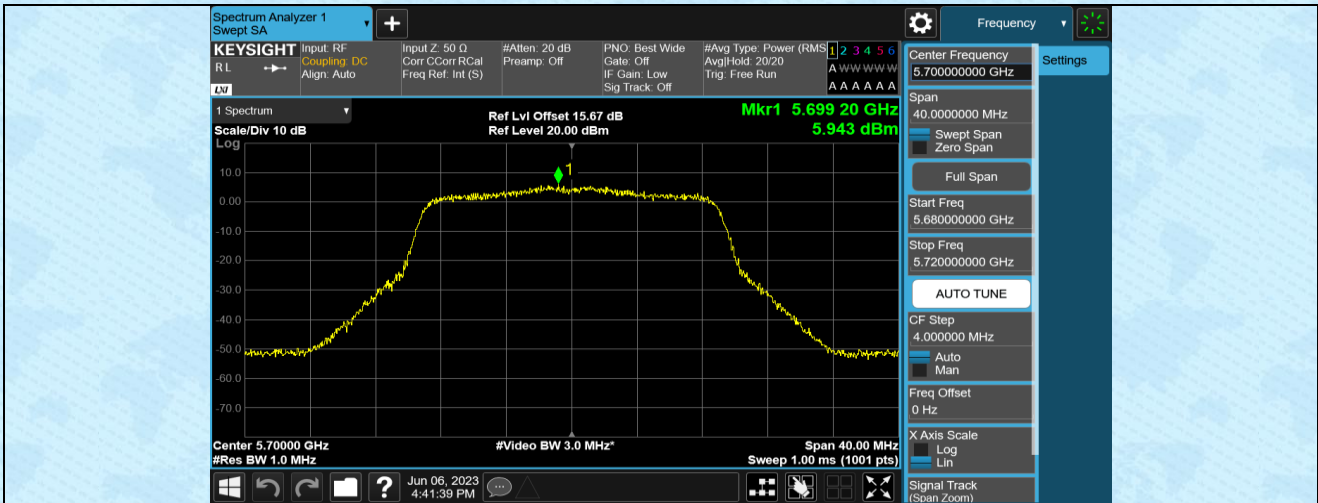 Spectrum Analyzer 1
Swept SA
Frequency
KEYSIGHT
R L
LXI
Input: RF
Coupling: DC
Align: Auto
Input Z: 50 Ω
Corr CCorr RCal
Freq Ref: Int (S)
#Atten: 20 dB
Preamp: Off
PNO: Best Wide
Gate: Off
IF Gain: Low
Sig Track: Off
#Avg Type: Power (RMS
Avg|Hold: 20/20
Trig: Free Run
1 2 3 4 5 6
A W W W W W
A A A A A A
1 Spectrum
Scale/Div 10 dB
Log
Ref Lvl Offset 15.67 dB
Ref Level 20.00 dBm
Mkr1 5.699 20 GHz
5.943 dBm
1
10.0
0.00
-10.0
-20.0
-30.0
-40.0
-50.0
-60.0
-70.0
Center 5.70000 GHz
#Res BW 1.0 MHz
#Video BW 3.0 MHz*
Span 40.00 MHz
Sweep 1.00 ms (1001 pts)
Jun 06, 2023
4:41:39 PM
Center Frequency
5.700000000 GHz
Settings
Span
40.0000000 MHz
Swept Span
Zero Span
Full Span
Start Freq
5.680000000 GHz
Stop Freq
5.720000000 GHz
AUTO TUNE
CF Step
4.000000 MHz
Auto
Man
Freq Offset
0 Hz
X Axis Scale
Log
Lin
Signal Track
(Span Zoom)